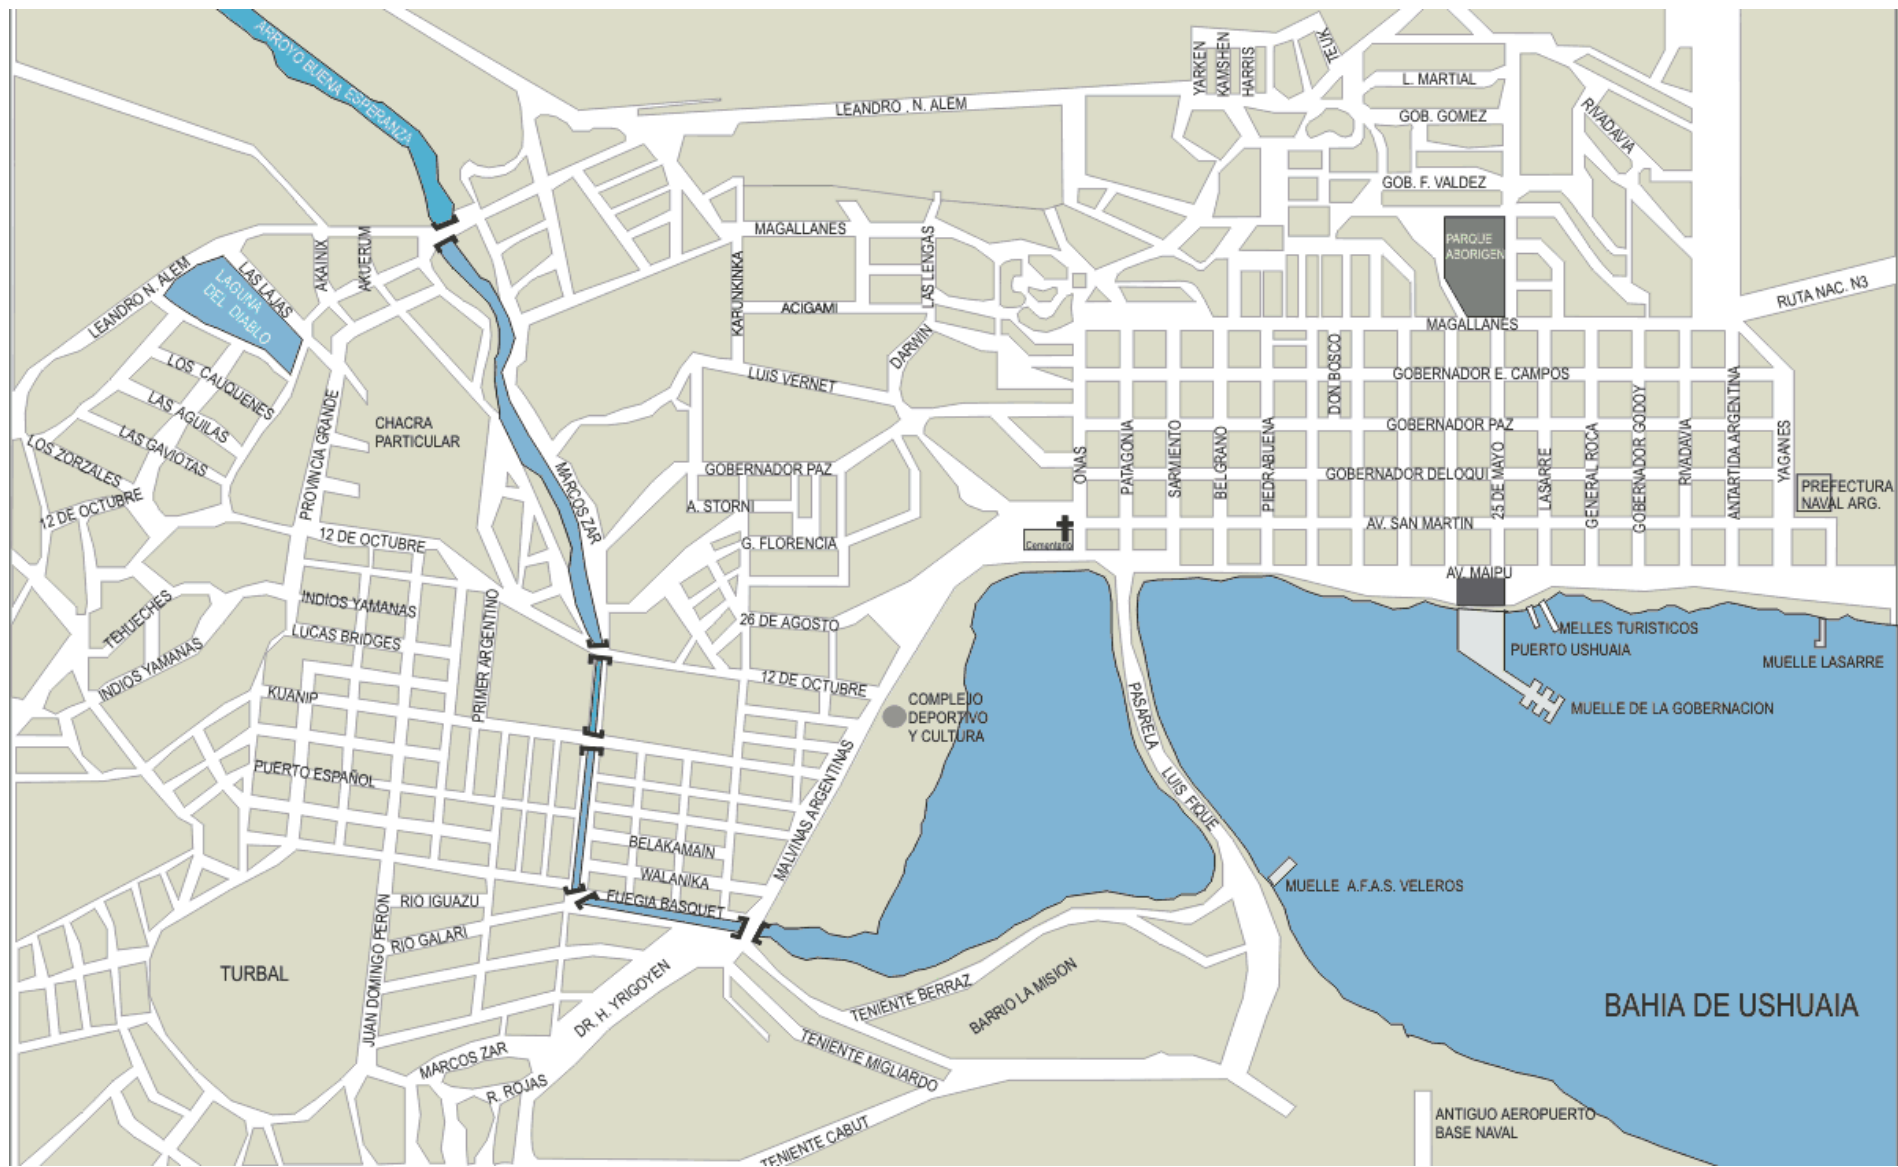 ARROYO BUENA ESPERANZA
LEANDRO . N. ALEM
YARKEN
KAMSHEN
HARRIS
TEUK
L. MARTIAL
GOB. GOMEZ
RIVADAVIA
GOB. F. VALDEZ
PARQUE
ABORIGEN
MAGALLANES
RUTA NAC. N3
LEANDRO N. ALEM
LAS LAJAS
AKAINIX
AKUERUM
LAGUNA
DEL DIABLO
KARUNKINKA
LAS LENGAS
ACIGAMI
DARWIN
LUIS VERNET
MAGALLANES
DON BOSCO
GOBERNADOR E. CAMPOS
GOBERNADOR PAZ
GOBERNADOR DELOQUI
AV. SAN MARTIN
AV. MAIPU
ONAS
PATAGONIA
SARMIENTO
BELGRANO
PIEDRABUENA
25 DE MAYO
LASARRE
GENERAL ROCA
GOBERNADOR GODOY
RIVADAVIA
ANTARTIDA ARGENTINA
YAGANES
PREFECTURA
NAVAL ARG.
LOS CAUQUENES
LAS AGUILAS
LAS GAVIOTAS
LOS ZORZALES
12 DE OCTUBRE
PROVINCIA GRANDE
CHACRA
PARTICULAR
MARCOS ZAR
GOBERNADOR PAZ
A. STORNI
G. FLORENCIA
Cementerio
12 DE OCTUBRE
INDIOS YAMANAS
LUCAS BRIDGES
TEHUECHES
INDIOS YAMANAS
KUANIP
PRIMER ARGENTINO
26 DE AGOSTO
12 DE OCTUBRE
COMPLEJO
DEPORTIVO
Y CULTURA
PASARELA LUIS FIQUE
MELLES TURISTICOS
PUERTO USHUAIA
MUELLE LASARRE
MUELLE DE LA GOBERNACION
PUERTO ESPAÑOL
MALVINAS ARGENTINAS
BELAKAMAIN
WALANIKA
FUEGIA BASQUET
MUELLE A.F.A.S. VELEROS
RIO IGUAZU
RIO GALARI
JUAN DOMINGO PERON
TURBAL
DR. H. YRIGOYEN
TENIENTE BERRAZ
BARRIO LA MISION
BAHIA DE USHUAIA
MARCOS ZAR
R. ROJAS
TENIENTE MIGLIARDO
TENIENTE CABUT
ANTIGUO AEROPUERTO
BASE NAVAL